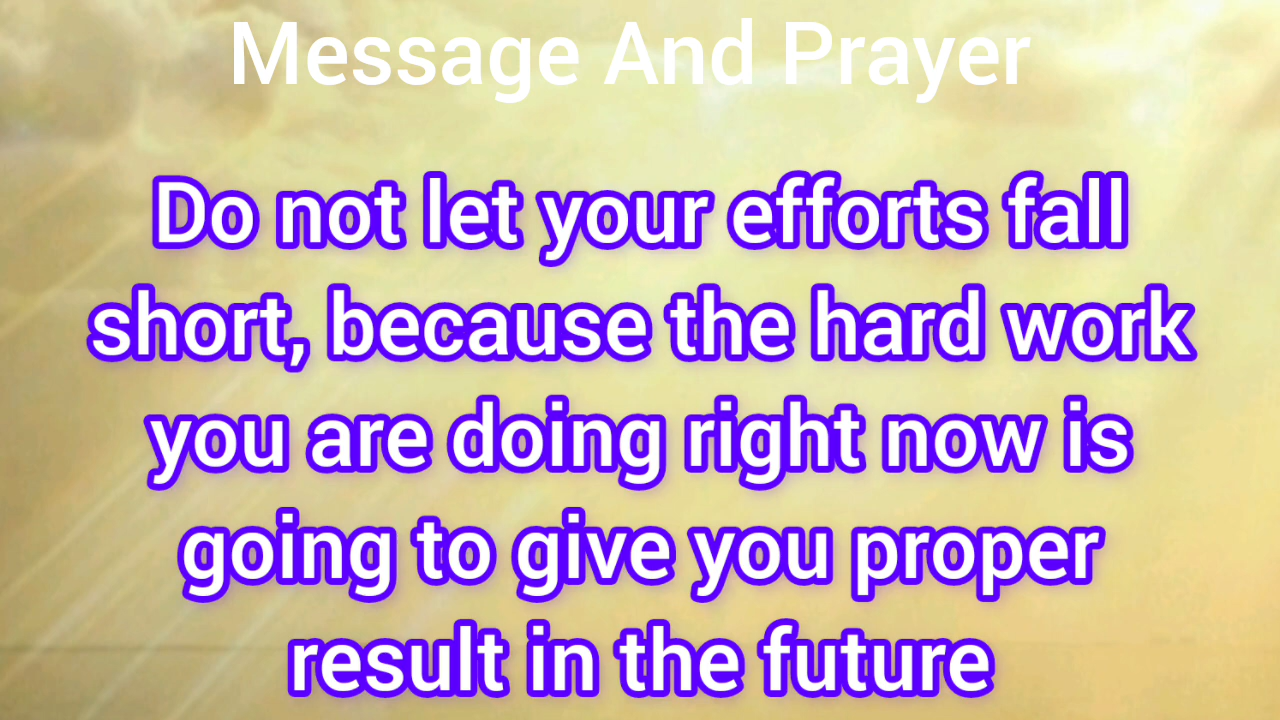 Message And Prayer
Do not let your efforts fall
short, because the hard work
you are doing right now is
going to give you proper
result in the future